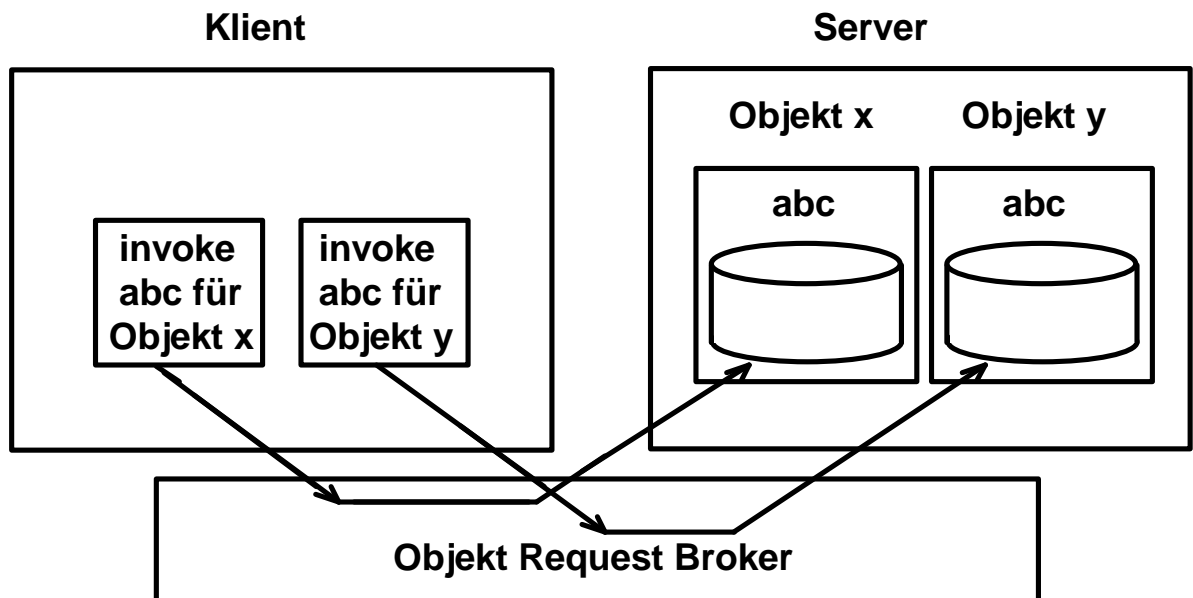 Klient
Server
Objekt x
Objekt y
abc
abc
invoke
abc für
Objekt x
invoke
abc für
Objekt y
Objekt Request Broker